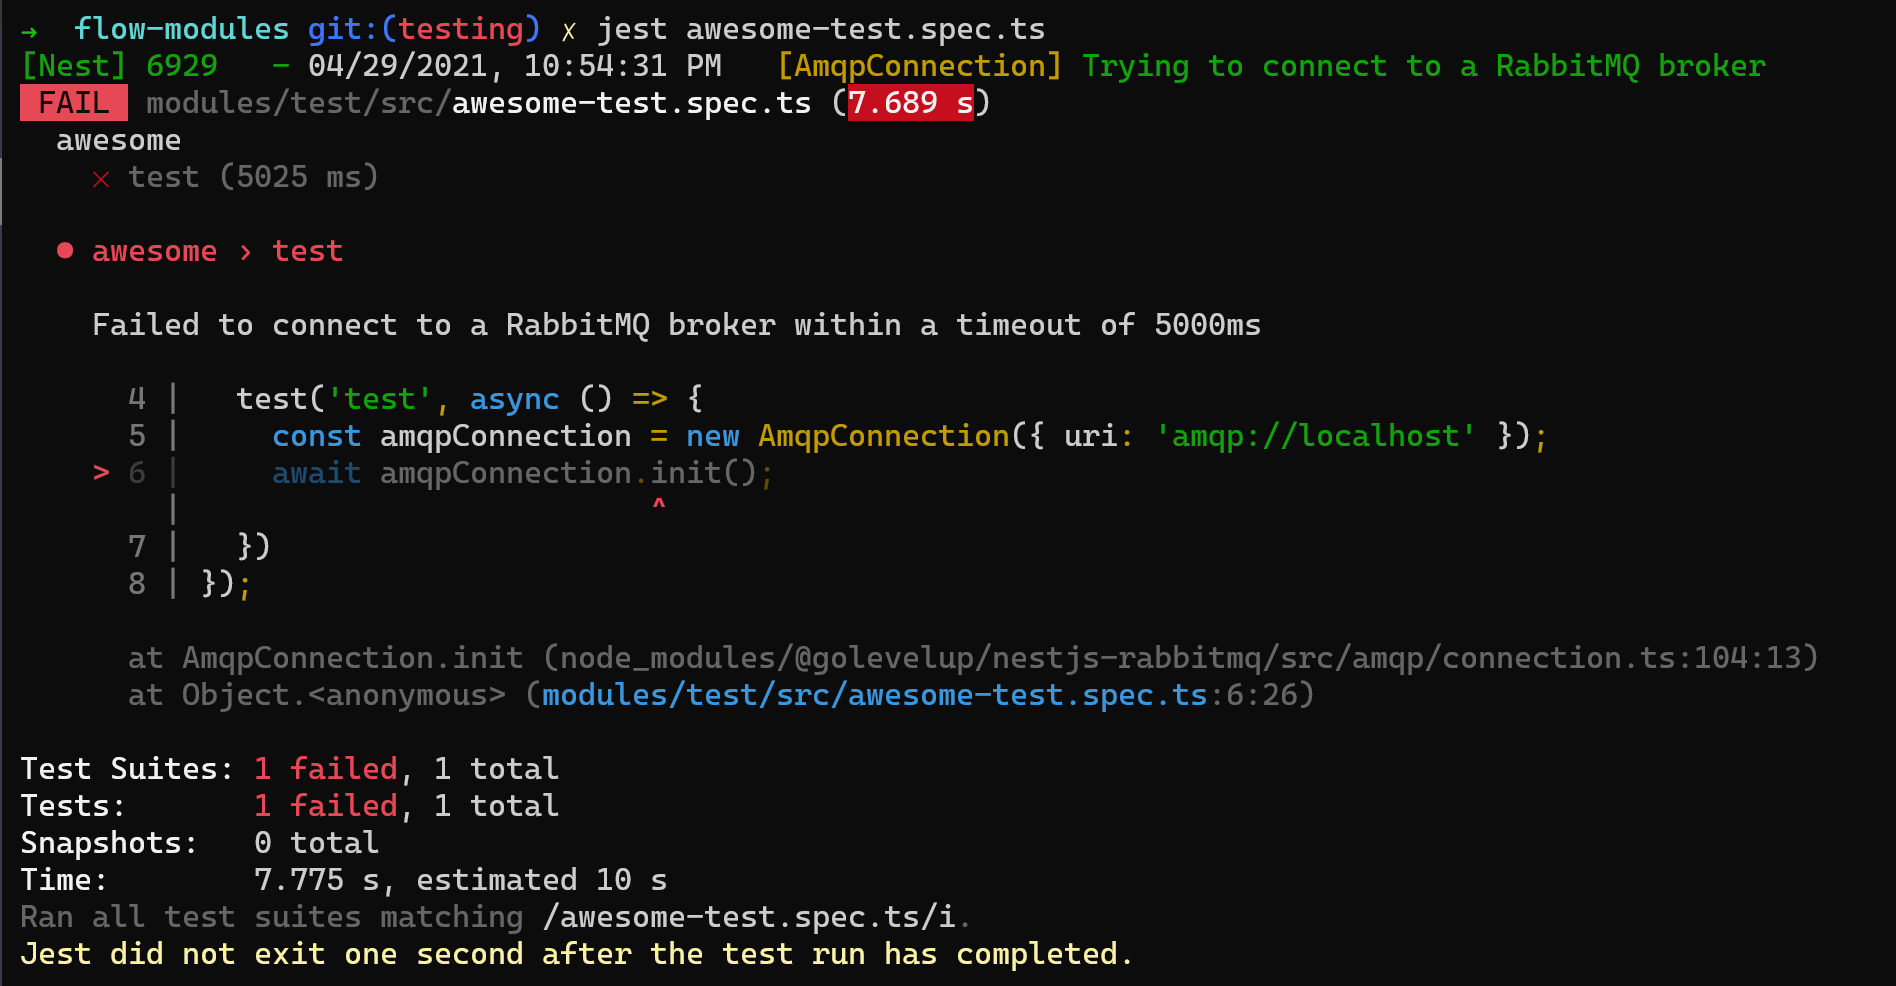 →  flow-modules git:(testing) ✗ jest awesome-test.spec.ts
[Nest] 6929   - 04/29/2021, 10:54:31 PM   [AmqpConnection] Trying to connect to a RabbitMQ broker
FAIL  modules/test/src/awesome-test.spec.ts (7.689 s)
  awesome
    ✕ test (5025 ms)
  ● awesome › test
    Failed to connect to a RabbitMQ broker within a timeout of 5000ms
      4 |   test('test', async () => {
      5 |     const amqpConnection = new AmqpConnection({ uri: 'amqp://localhost' });
    > 6 |     await amqpConnection.init();
        |                          ^
      7 |   })
      8 | });
      at AmqpConnection.init (node_modules/@golevelup/nestjs-rabbitmq/src/amqp/connection.ts:104:13)
      at Object.<anonymous> (modules/test/src/awesome-test.spec.ts:6:26)
Test Suites: 1 failed, 1 total
Tests:       1 failed, 1 total
Snapshots:   0 total
Time:        7.775 s, estimated 10 s
Ran all test suites matching /awesome-test.spec.ts/i.
Jest did not exit one second after the test run has completed.